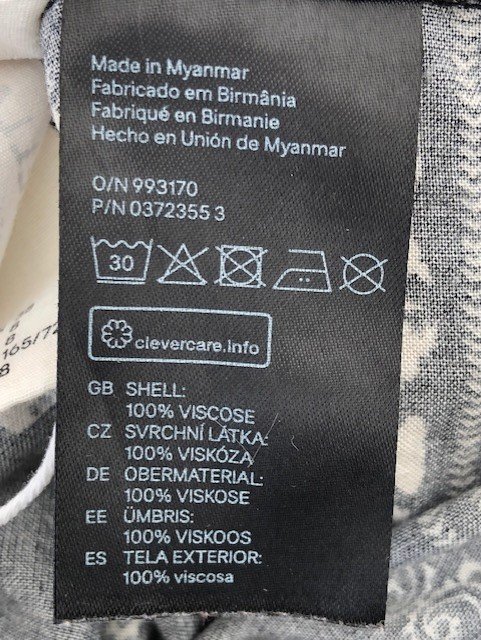 Made in Myanmar
Fabricado em Birmânia
Fabriqué en Birmanie
Hecho en Unión de Myanmar
O/N 993170
P/N 0372355 3
30
clevercare.info
GB SHELL:
100% VISCOSE
CZ SVRCHNÍ LÁTKA:
100% VISKÓZA
DE OBERMATERIAL:
100% VISKOSE
EE ÜMBRIS:
100% VISKOOS
ES TELA EXTERIOR:
100% viscosa
165/72